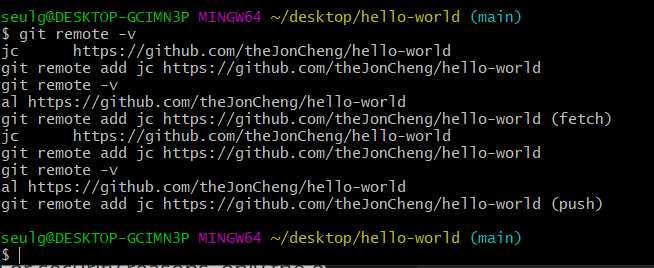 seulg@DESKTOP-GCIMN3P MINGW64 ~/desktop/hello-world (main)
$ git remote -v
jc https://github.com/theJonCheng/hello-world
git remote add jc https://github.com/theJonCheng/hello-world
git remote -v
al https://github.com/theJonCheng/hello-world
git remote add jc https://github.com/theJonCheng/hello-world (fetch)
jc https://github.com/theJonCheng/hello-world
git remote add jc https://github.com/theJonCheng/hello-world
git remote -v
al https://github.com/theJonCheng/hello-world
git remote add jc https://github.com/theJonCheng/hello-world (push)
seulg@DESKTOP-GCIMN3P MINGW64 ~/desktop/hello-world (main)
$